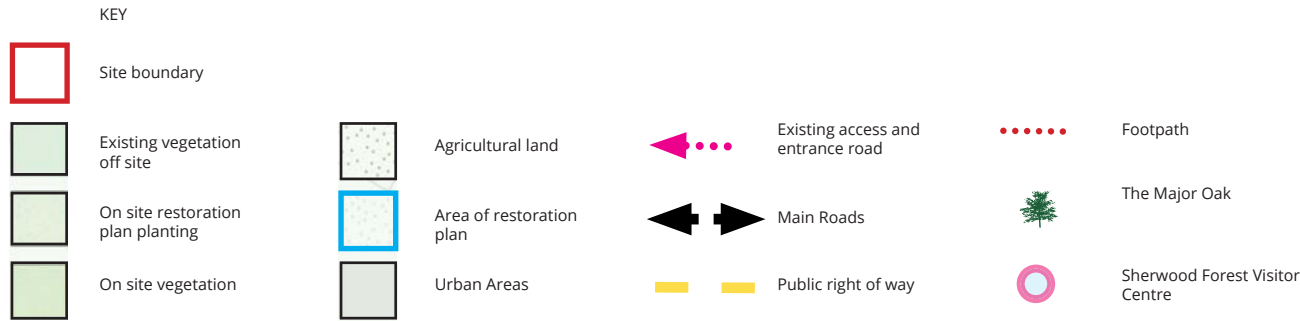 KEY
Site boundary
Existing vegetation
off site
On site restoration
plan planting
On site vegetation
Agricultural land
Area of restoration
plan
Urban Areas
Existing access and
entrance road
Main Roads
Public right of way
Footpath
The Major Oak
Sherwood Forest Visitor
Centre